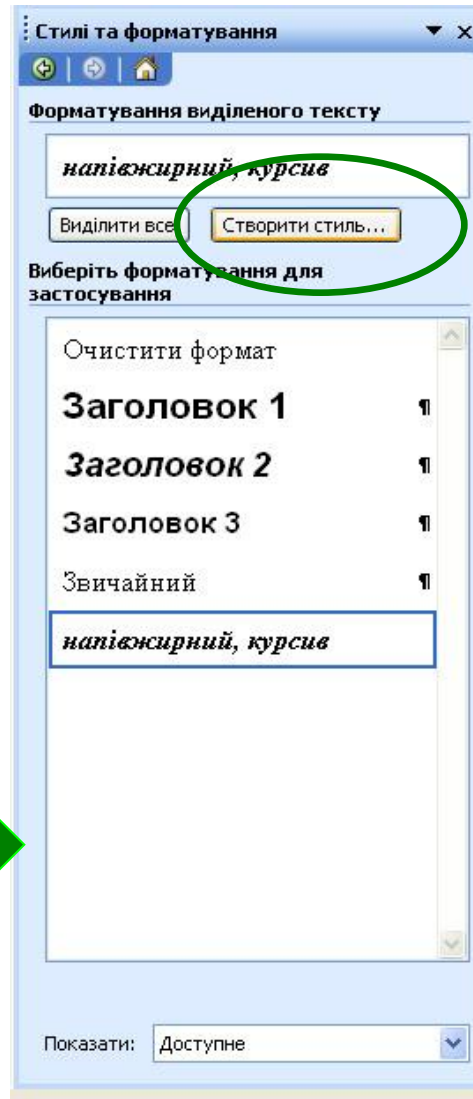 Стилі та форматування
Форматування виділеного тексту
напівжирний, курсив
Виділити все
Створити стиль...
Виберіть форматування для
застосування
Очистити формат
Заголовок 1 ¶
Заголовок 2 ¶
Заголовок 3 ¶
Звичайний ¶
напівжирний, курсив
Показати: Доступне